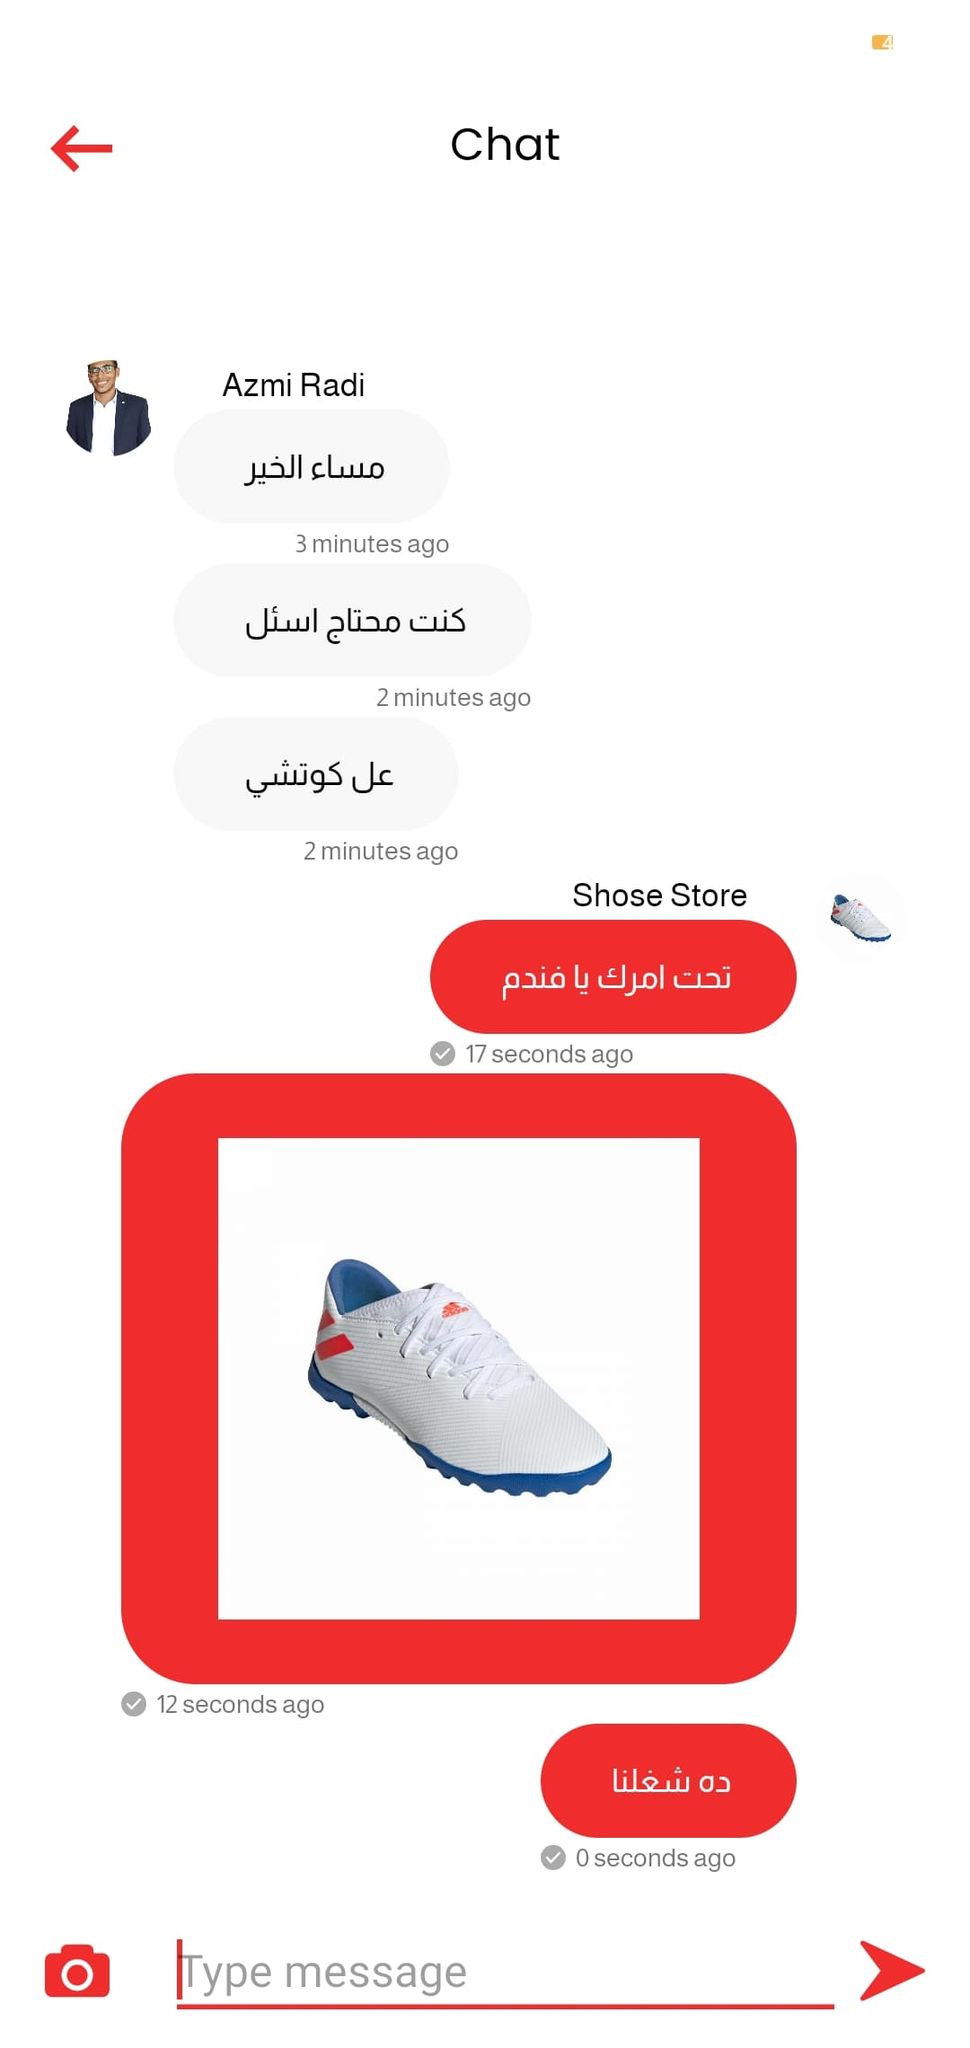 4
Chat
Azmi Radi
مساء الخير
3 minutes ago
كنت محتاج اسئل
2 minutes ago
عل كوتشي
2 minutes ago
Shose Store
تحت امرك يا فندم
17 seconds ago
12 seconds ago
ده شغلنا
0 seconds ago
Type message